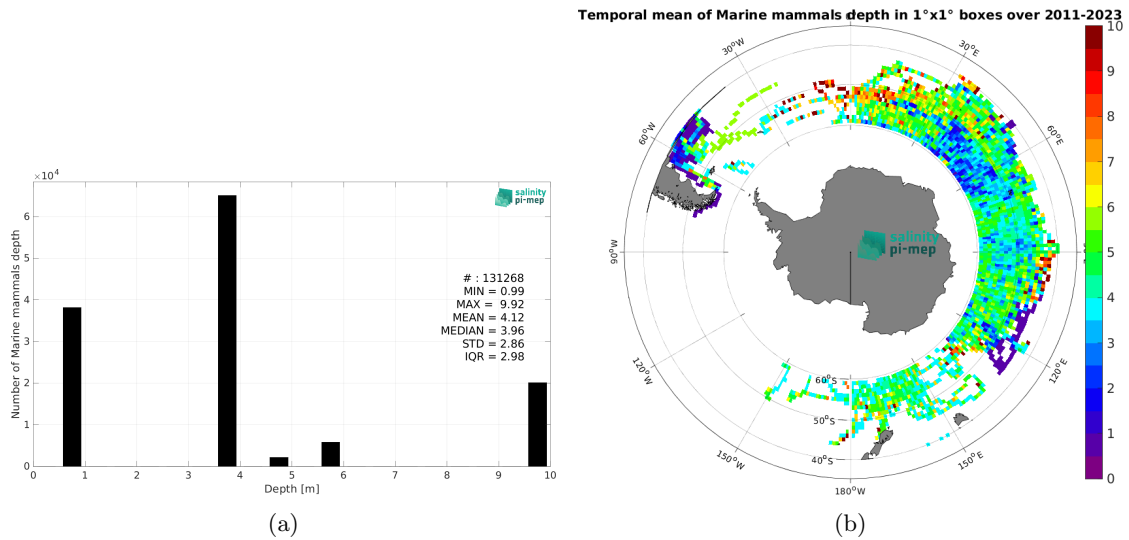 ×10⁴
6
5
4
3
2
1
0
Number of Marine mammals depth
salinity
pi-mep
# : 131268
MIN = 0.99
MAX = 9.92
MEAN = 4.12
MEDIAN = 3.96
STD = 2.86
IQR = 2.98
0 1 2 3 4 5 6 7 8 9 10
Depth [m]
(a)
Temporal mean of Marine mammals depth in 1°x1° boxes over 2011-2023
30°W
30°E
60°W
60°E
90°W
120°W
120°E
150°W
150°E
180°W
60°S
50°S
40°S
salinity
pi-mep
10
9
8
7
6
5
4
3
2
1
0
(b)